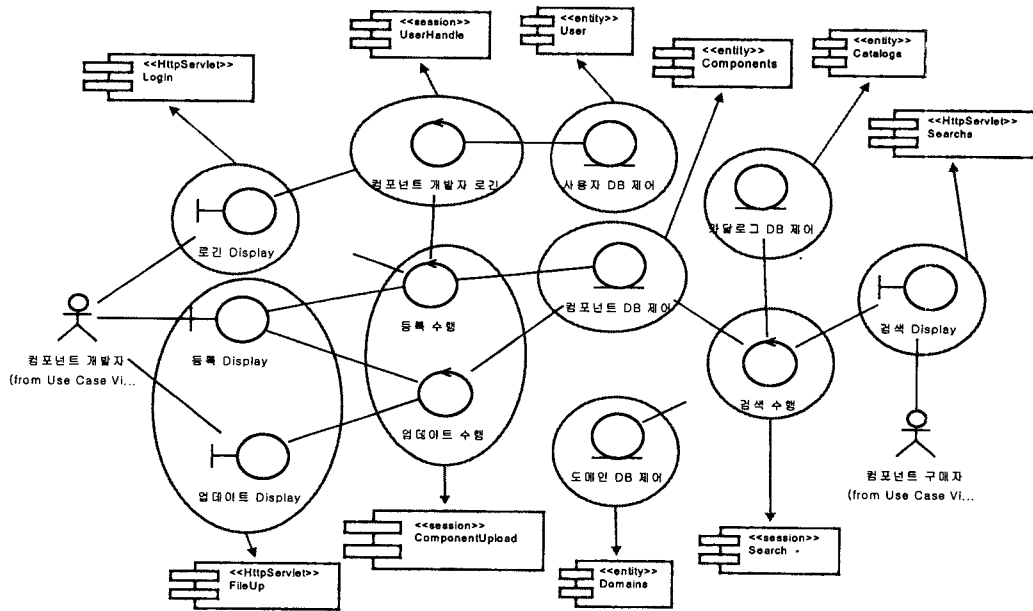 <<session>>
UserHandle
<<entity>>
User
<<entity>>
Components
<<entity>>
Catalogs
<<HttpServlet>>
Login
<<HttpServlet>>
Searchs
컴포넌트 개발자 로긴
사용자 DB 제어
카달로그 DB 제어
로긴 Display
컴포넌트 DB 제어
등록 수행
검색 Display
컴포넌트 개발자
(from Use Case Vi...
등록 Display
검색 수행
업데이트 수행
도메인 DB 제어
컴포넌트 구매자
(from Use Case Vi...
업데이트 Display
<<session>>
ComponentUpload
<<session>>
Search
<<HttpServlet>>
FileUp
<<entity>>
Domains